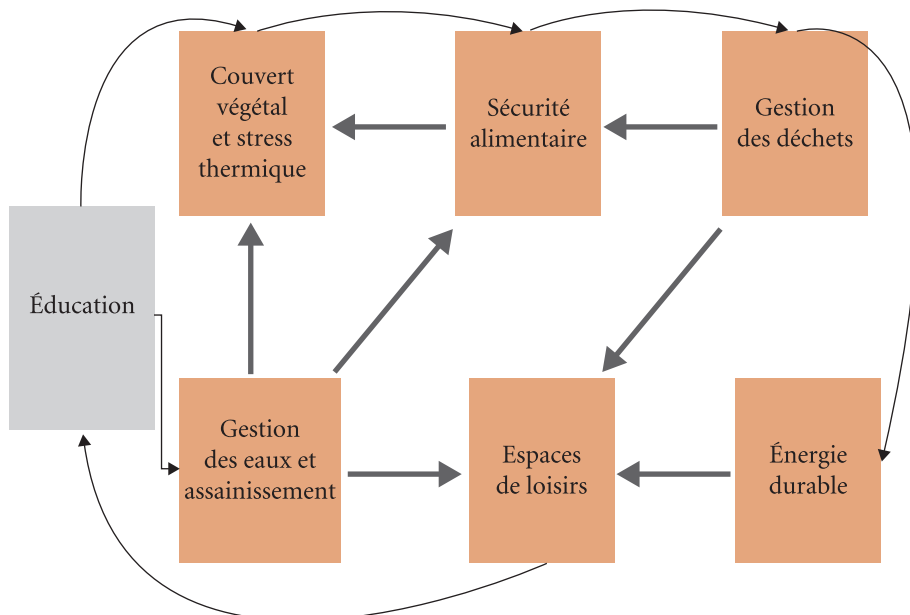 Couvert
végétal
et stress
thermique
Sécurité
alimentaire
Gestion
des déchets
Éducation
Gestion
des eaux et
assainissement
Espaces
de loisirs
Énergie
durable